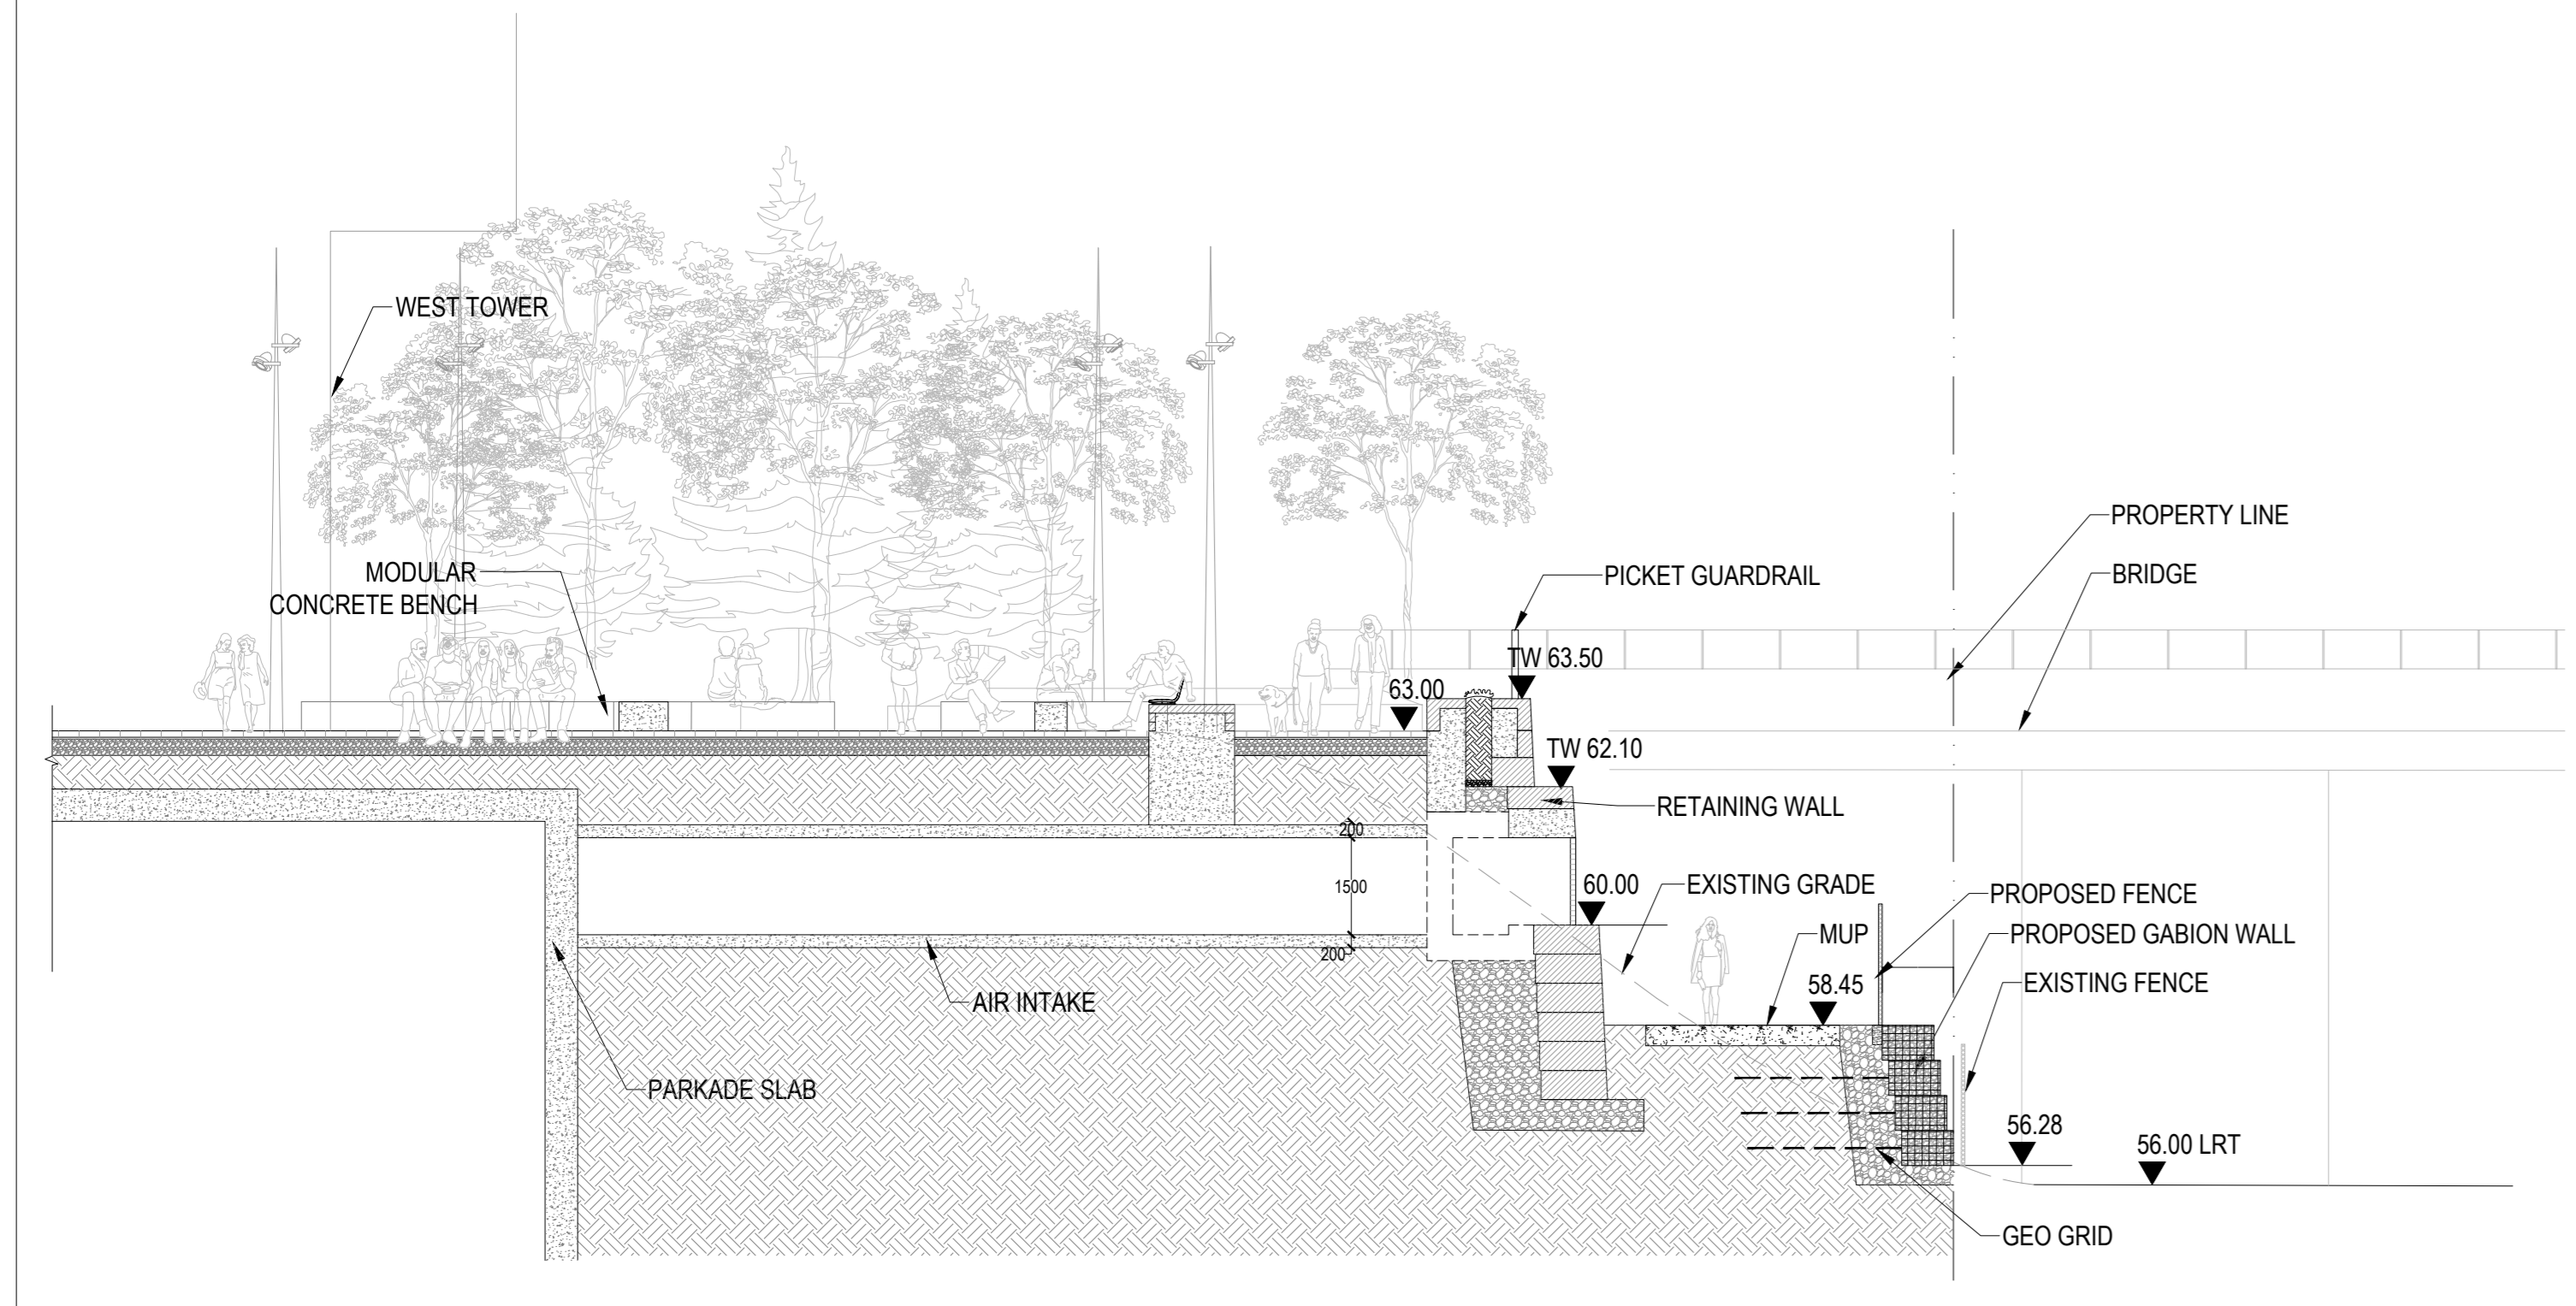 WEST TOWER
PROPERTY LINE
MODULAR
CONCRETE BENCH
PICKET GUARDRAIL
BRIDGE
TW 63.50
63.00
TW 62.10
RETAINING WALL
200
1500
60.00
EXISTING GRADE
PROPOSED FENCE
MUP
PROPOSED GABION WALL
200
58.45
EXISTING FENCE
AIR INTAKE
PARKADE SLAB
56.28
56.00 LRT
GEO GRID